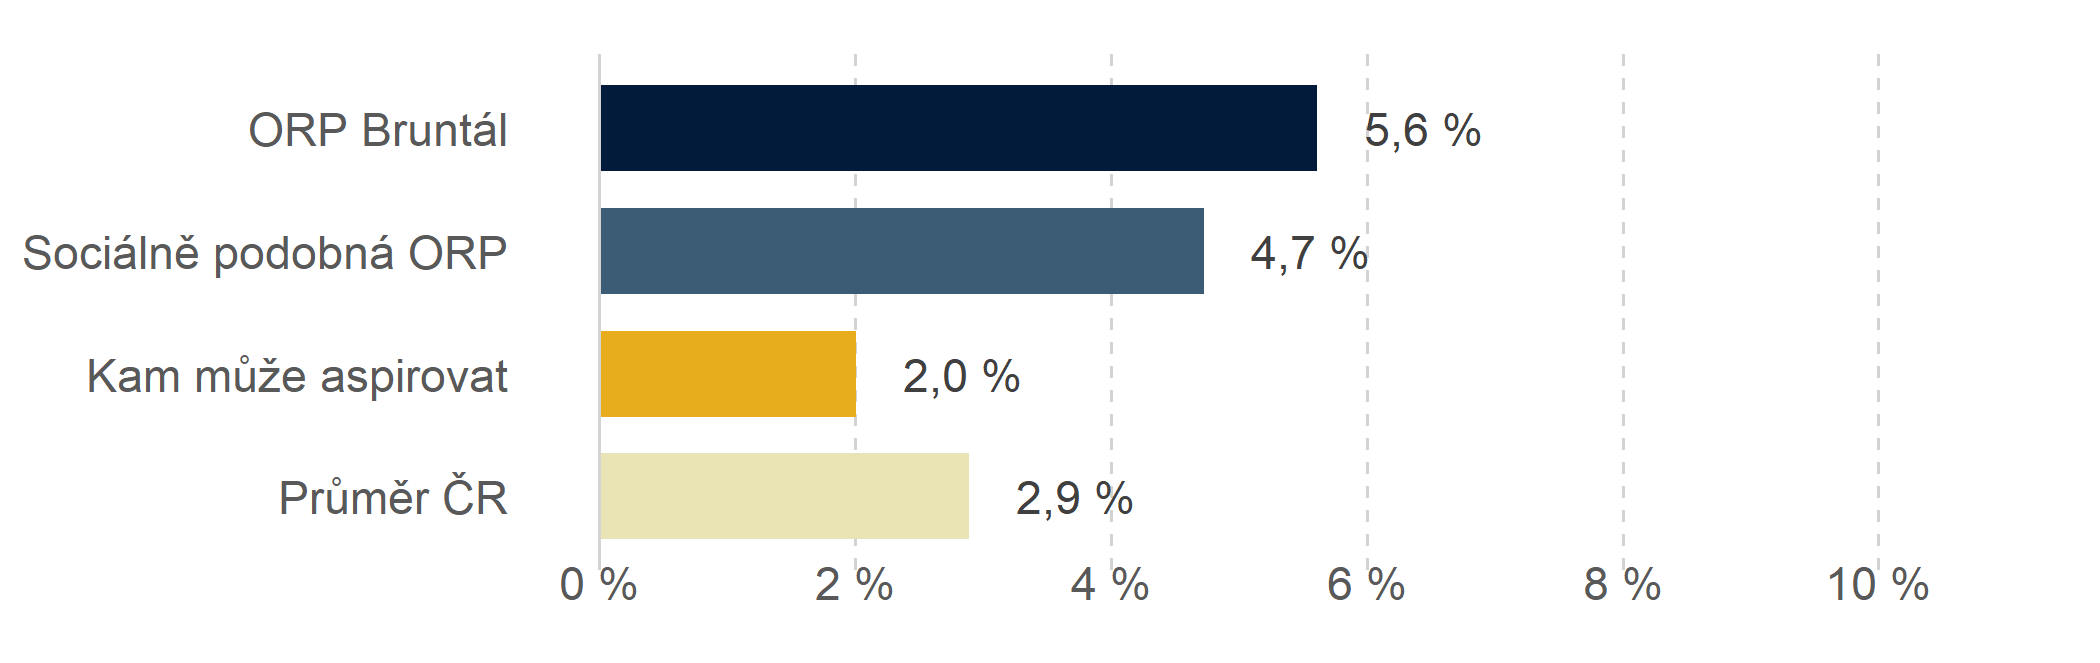 ORP Bruntál 5,6 %
Sociálně podobná ORP 4,7 %
Kam může aspirovat 2,0 %
Průměr ČR 2,9 %
0 % 2 % 4 % 6 % 8 % 10 %